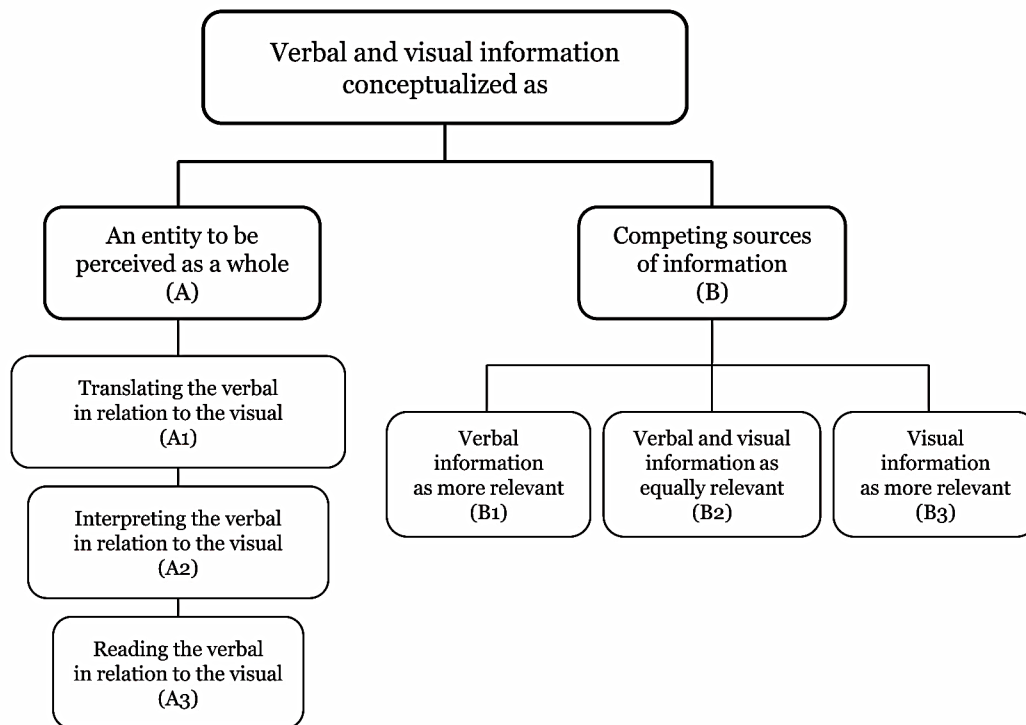 Verbal and visual information
conceptualized as
An entity to be
perceived as a whole
(A)
Competing sources
of information
(B)
Translating the verbal
in relation to the visual
(A1)
Interpreting the verbal
in relation to the visual
(A2)
Reading the verbal
in relation to the visual
(A3)
Verbal
information
as more relevant
(B1)
Verbal and visual
information as
equally relevant
(B2)
Visual
information
as more relevant
(B3)